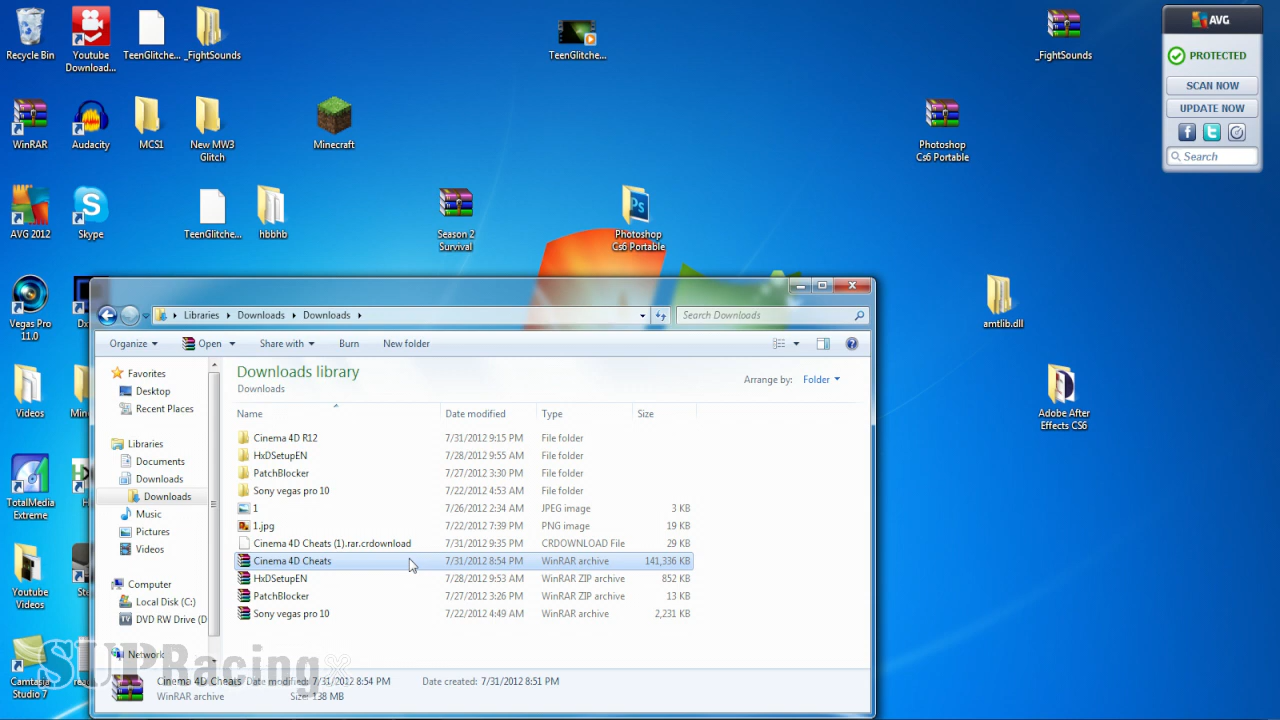 Recycle Bin
Youtube Download...
TeenGlitche...
_FightSounds
TeenGlitche...
_FightSounds
AVG
PROTECTED
SCAN NOW
UPDATE NOW
Search
WinRAR
Audacity
MCS1
New MW3 Glitch
Minecraft
Photoshop Cs6 Portable
AVG 2012
Skype
TeenGlitche...
hbbhb
Season 2 Survival
Photoshop Cs6 Portable
Vegas Pro 11.0
amtlib.dll
Videos
Adobe After Effects CS6
TotalMedia Extreme
Youtube Videos
Camtasia Studio 7
Libraries
Downloads
Downloads
Search Downloads
Organize
Open
Share with
Burn
New folder
Favorites
Desktop
Recent Places
Libraries
Documents
Downloads
Downloads
Music
Pictures
Videos
Computer
Local Disk (C:)
DVD RW Drive (D
Network
Downloads library
Downloads
Arrange by: Folder
Name Date modified Type Size
Cinema 4D R12 7/31/2012 9:15 PM File folder
HxDSetupEN 7/28/2012 9:55 AM File folder
PatchBlocker 7/27/2012 3:30 PM File folder
Sony vegas pro 10 7/22/2012 4:53 AM File folder
1 7/26/2012 2:34 AM JPEG image 3 KB
1.jpg 7/22/2012 7:39 PM PNG image 19 KB
Cinema 4D Cheats (1).rar.crdownload 7/31/2012 9:35 PM CRDOWNLOAD File 29 KB
Cinema 4D Cheats 7/31/2012 8:54 PM WinRAR archive 141,336 KB
HxDSetupEN 7/28/2012 9:53 AM WinRAR ZIP archive 852 KB
PatchBlocker 7/27/2012 3:26 PM WinRAR ZIP archive 13 KB
Sony vegas pro 10 7/22/2012 4:49 AM WinRAR archive 2,231 KB
SUPRacingx
Cinema 4D Cheats Date modified: 7/31/2012 8:54 PM Date created: 7/31/2012 8:51 PM
WinRAR archive Size: 138 MB